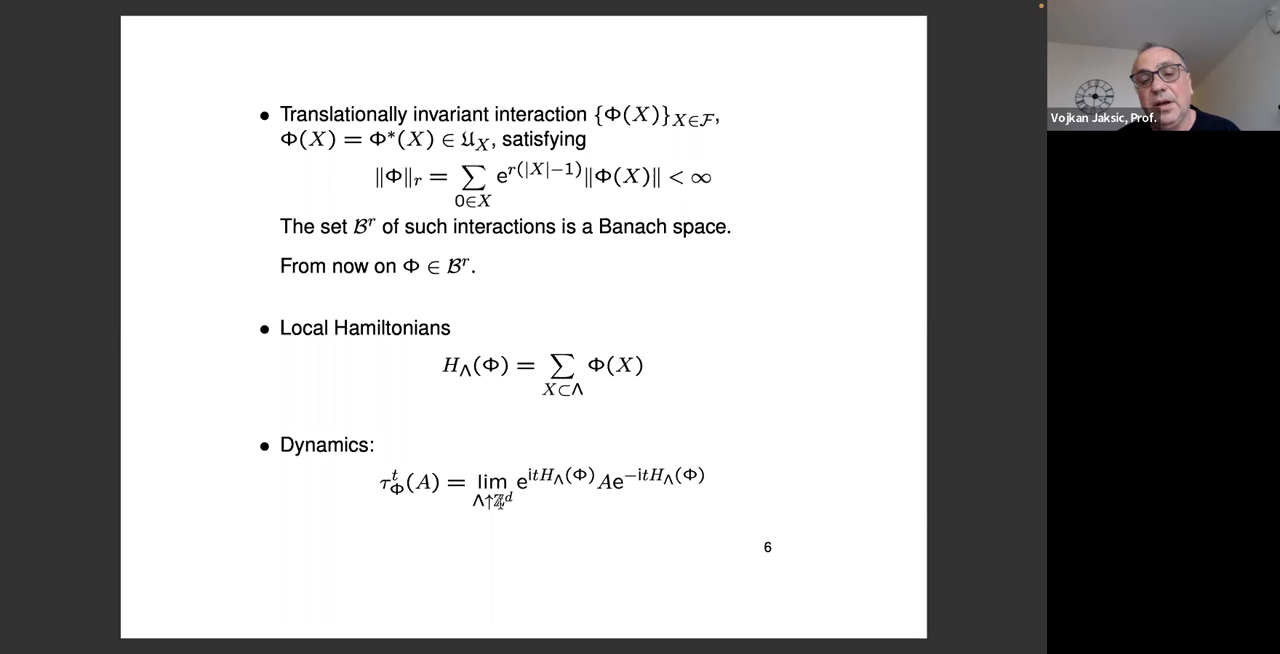 • Translationally invariant interaction {Φ(X)}_{X∈ℱ},
Φ(X) = Φ*(X) ∈ 𝔘_X, satisfying
‖Φ‖_r = ∑_{0∈X} e^{r(|X|−1)}‖Φ(X)‖ < ∞
The set ℬ^r of such interactions is a Banach space.
From now on Φ ∈ ℬ^r.
• Local Hamiltonians
H_Λ(Φ) = ∑_{X⊂Λ} Φ(X)
• Dynamics:
τ_Φ^t(A) = lim_{Λ↑ℤ^d} e^{itH_Λ(Φ)} A e^{−itH_Λ(Φ)}
6
Vojkan Jaksic, Prof.